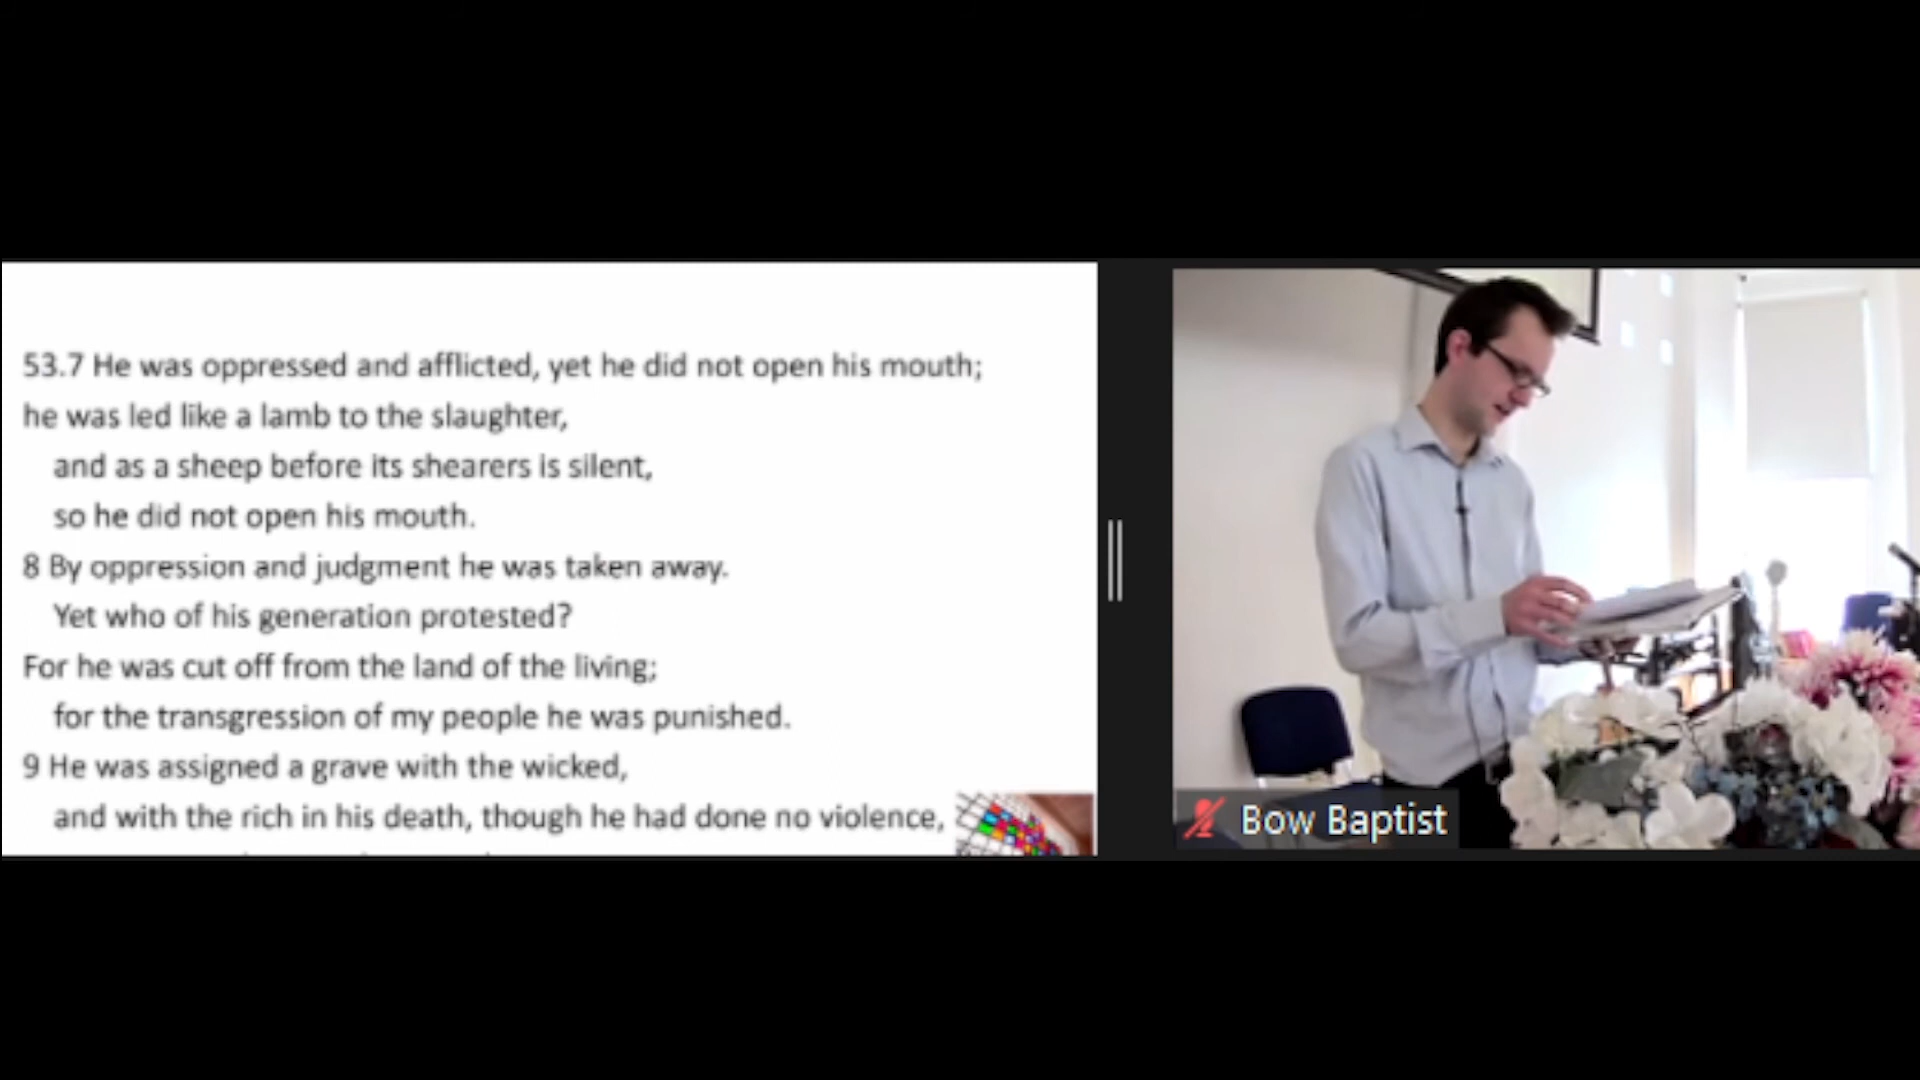 53.7 He was oppressed and afflicted, yet he did not open his mouth;
he was led like a lamb to the slaughter,
and as a sheep before its shearers is silent,
so he did not open his mouth.
8 By oppression and judgment he was taken away.
Yet who of his generation protested?
For he was cut off from the land of the living;
for the transgression of my people he was punished.
9 He was assigned a grave with the wicked,
and with the rich in his death, though he had done no violence,
Bow Baptist